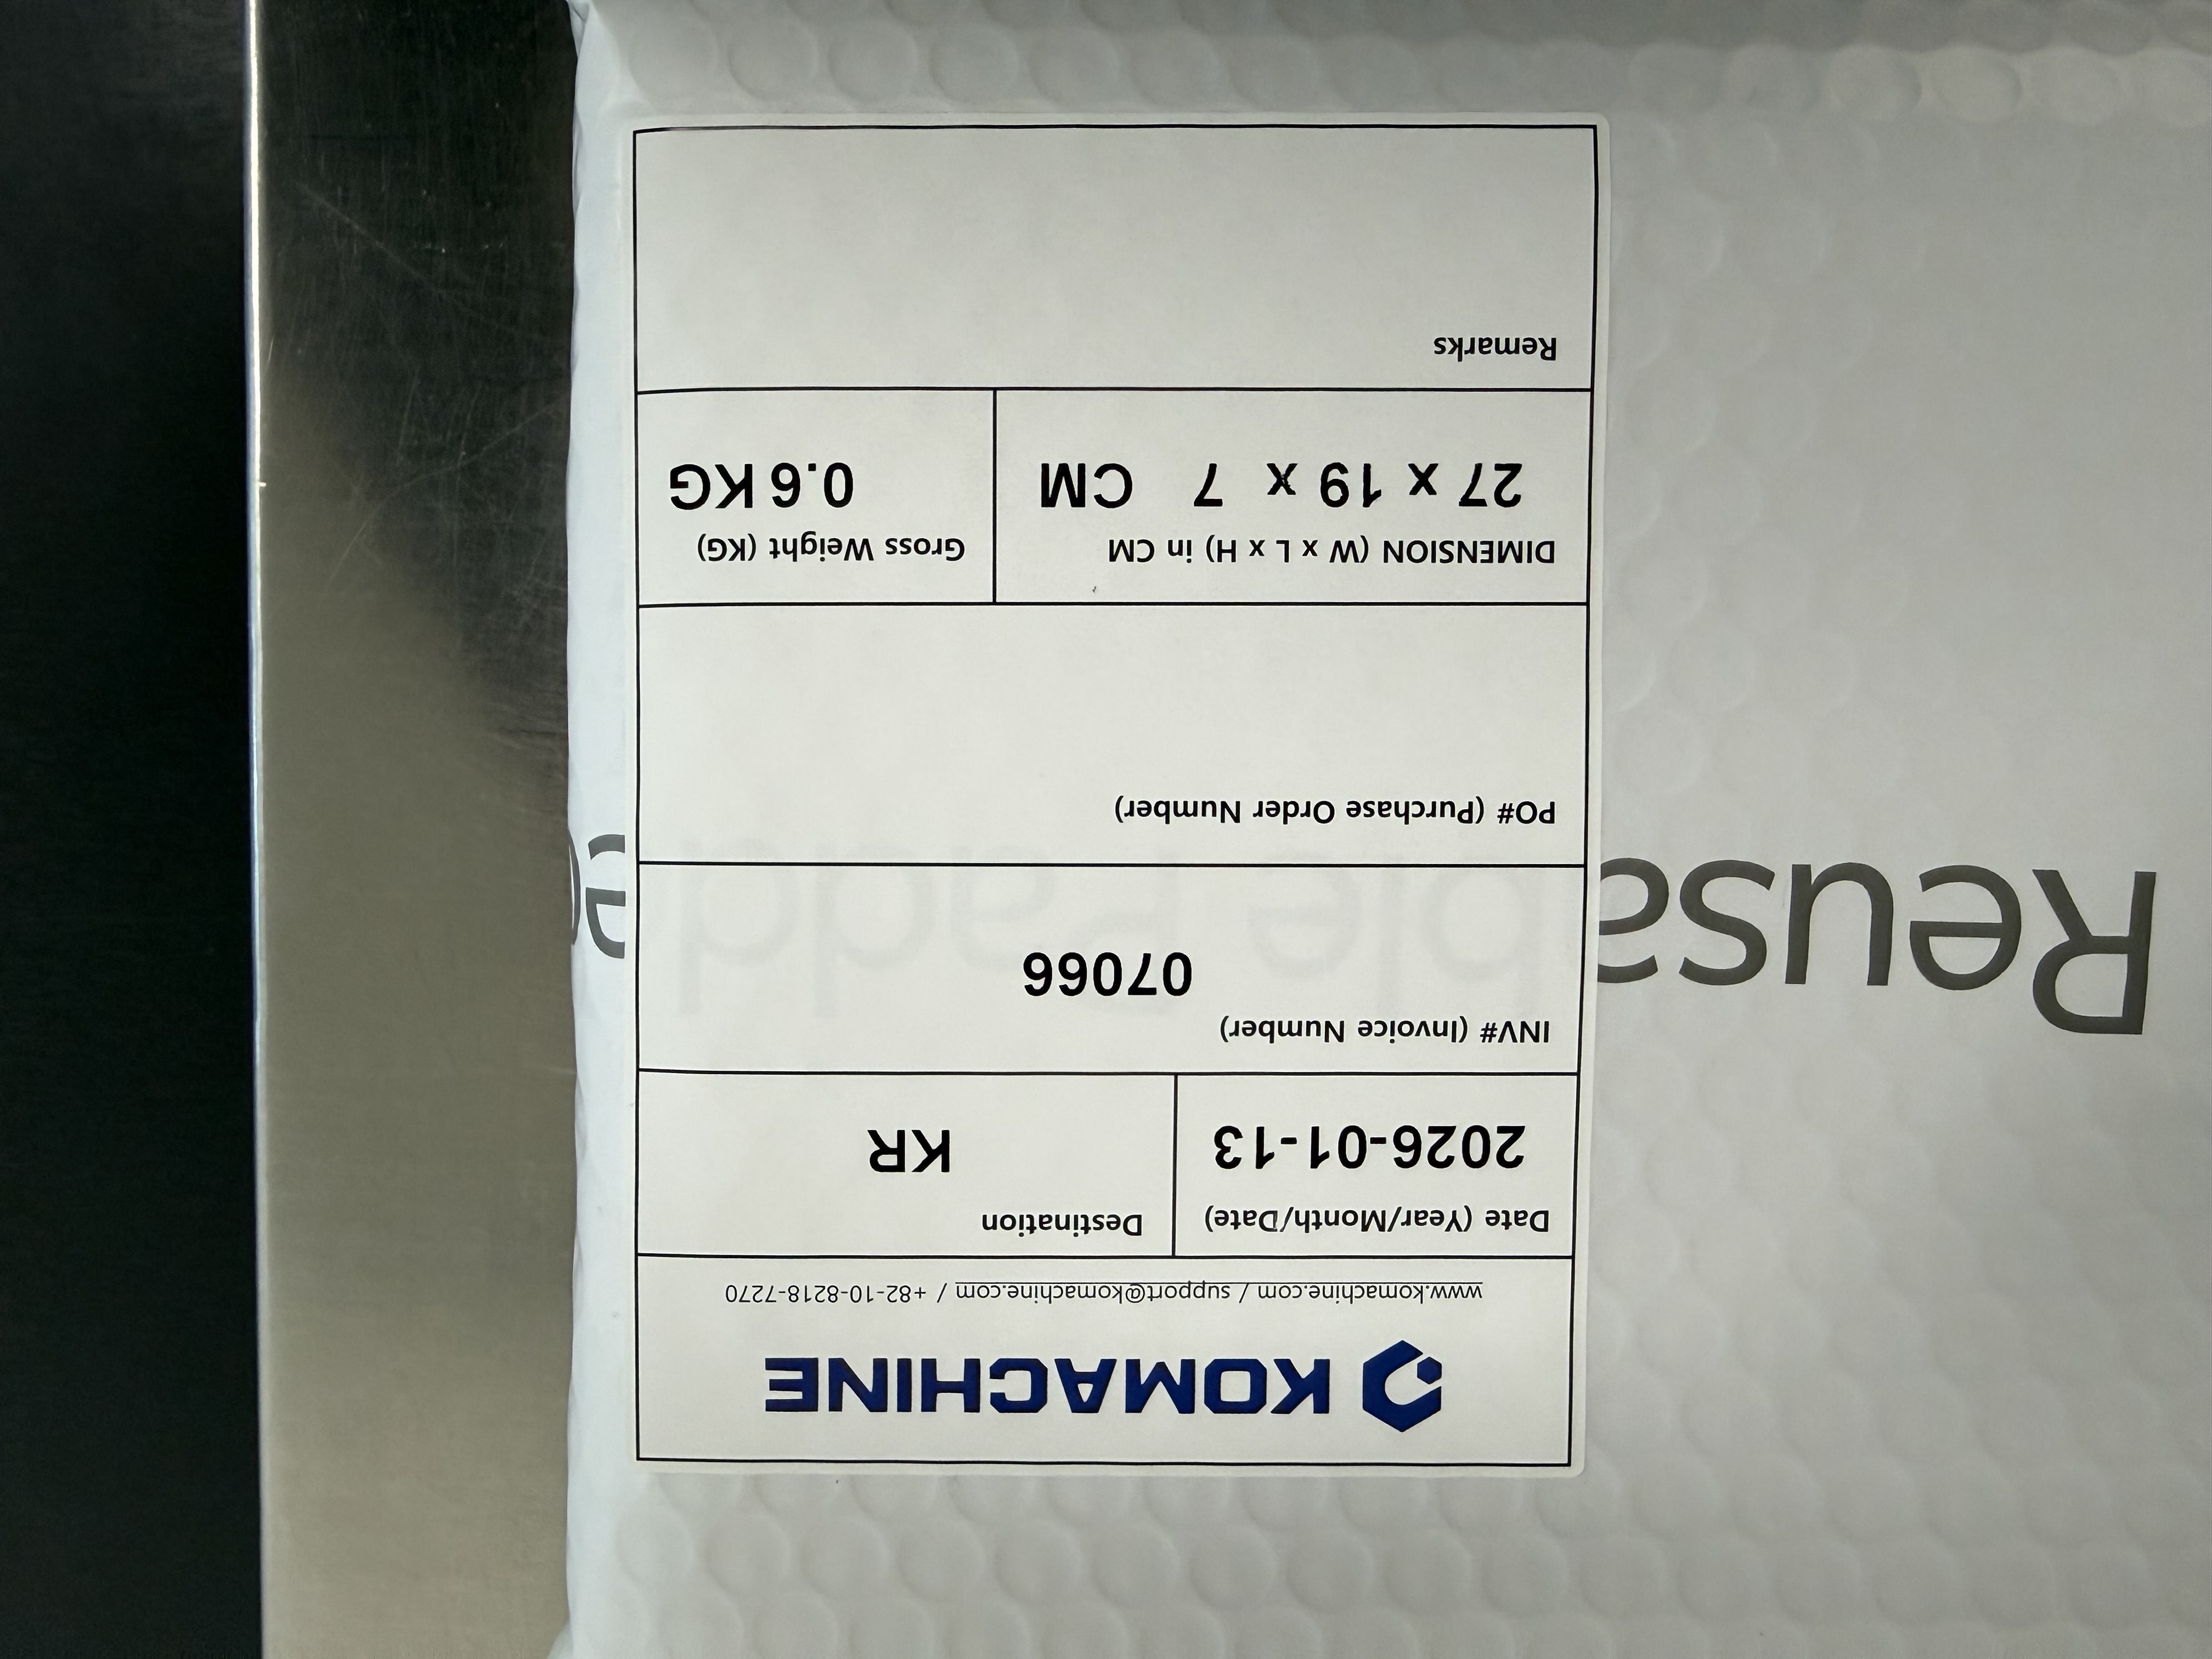 KOMACHINE
www.komachine.com / support@komachine.com / +82-10-8218-7270
Date (Year/Month/Date)
2026-01-13
Destination
KR
INV# (Invoice Number)
07066
PO# (Purchase Order Number)
DIMENSION (W x L x H) in CM
27 x 19 x 7 CM
Gross Weight (KG)
0.6 KG
Remarks
Reusa